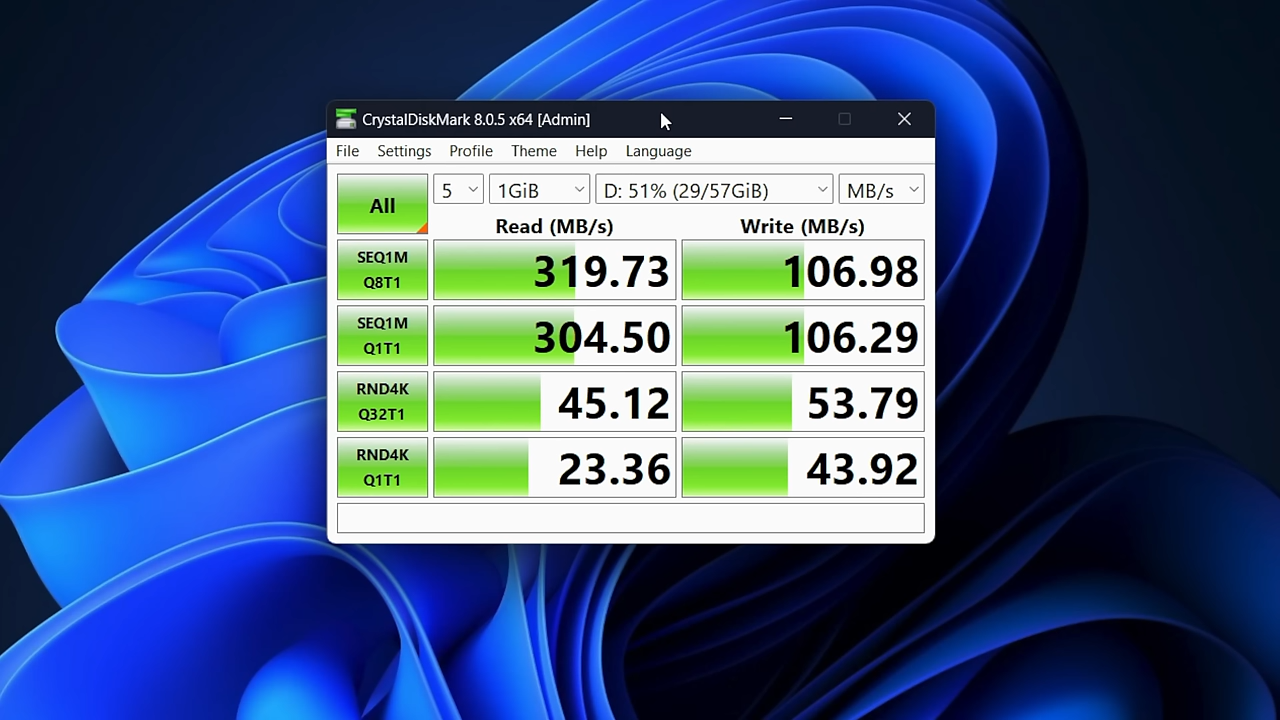 CrystalDiskMark 8.0.5 x64 [Admin]
File Settings Profile Theme Help Language
All 5 1GiB D: 51% (29/57GiB) MB/s
Read (MB/s) Write (MB/s)
SEQ1M
Q8T1
319.73 106.98
SEQ1M
Q1T1
304.50 106.29
RND4K
Q32T1
45.12 53.79
RND4K
Q1T1
23.36 43.92